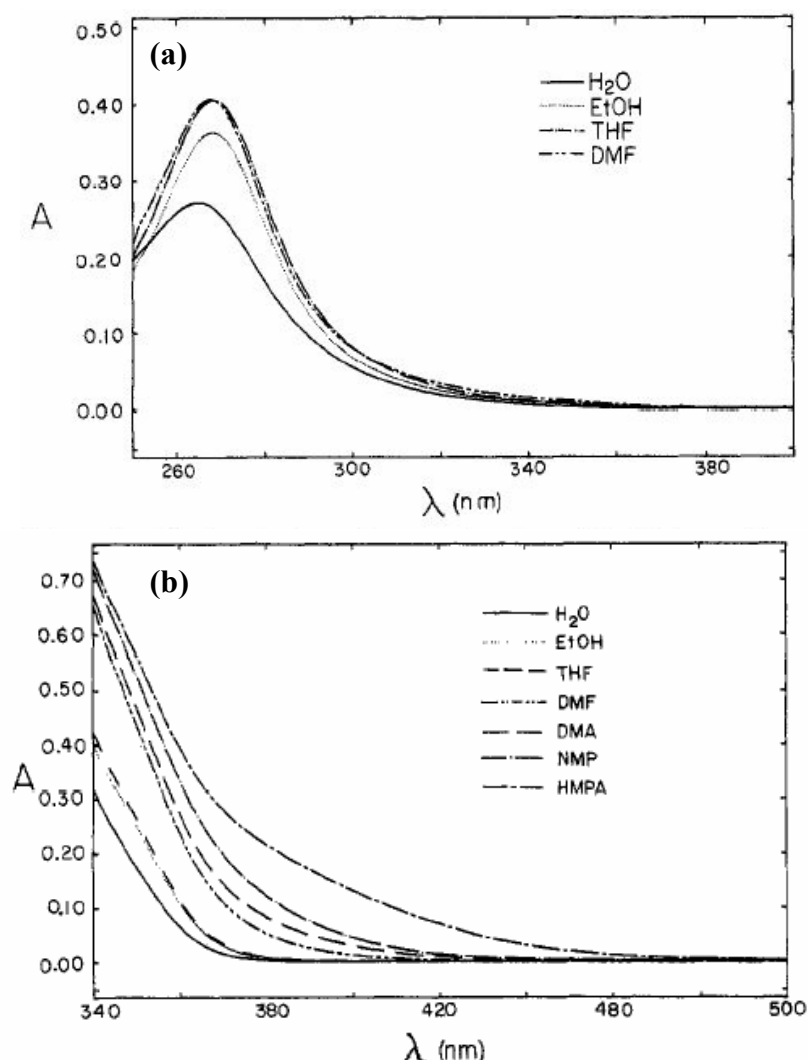 0.50
(a)
H₂O
EtOH
THF
DMF
0.40
0.30
A
0.20
0.10
0.00
260 300 340 380
λ (nm)
0.70
(b)
H₂O
EtOH
THF
DMF
DMA
NMP
HMPA
0.60
0.50
0.40
A
0.30
0.20
0.10
0.00
340 380 420 460 500
λ (nm)